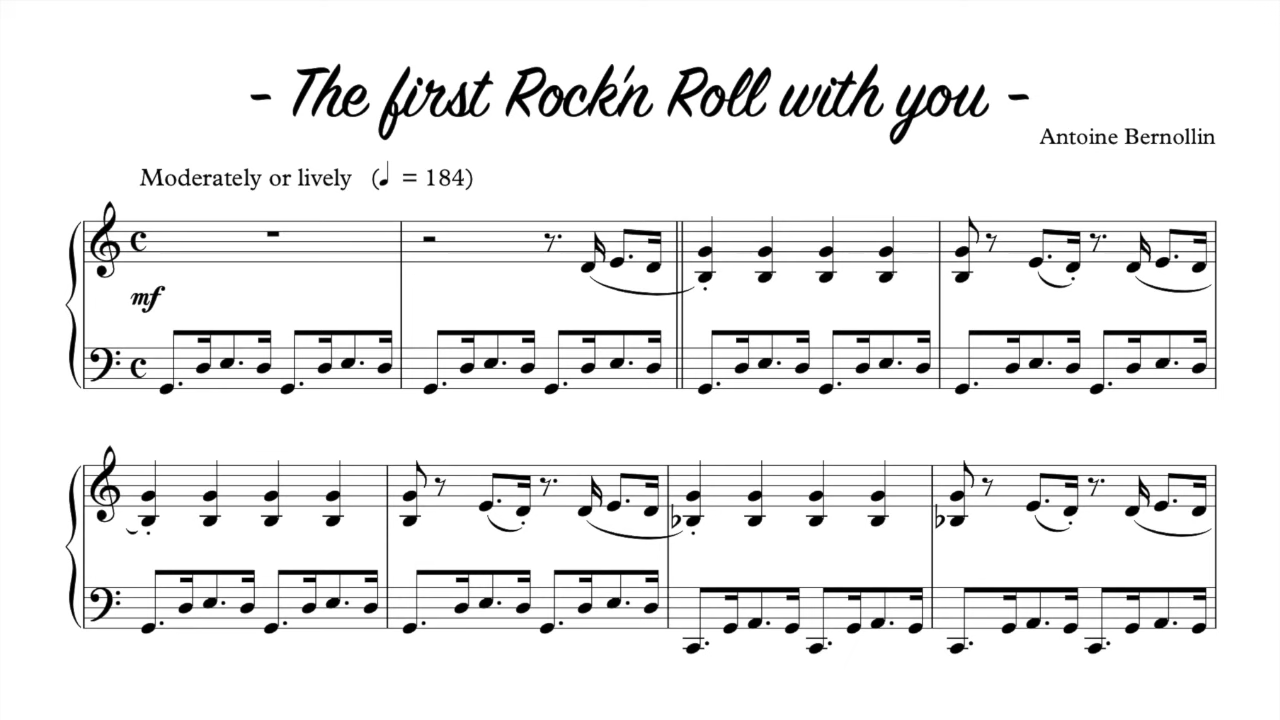 - The first Rock'n Roll with you -
Antoine Bernollin
Moderately or lively (♩ = 184)
mf